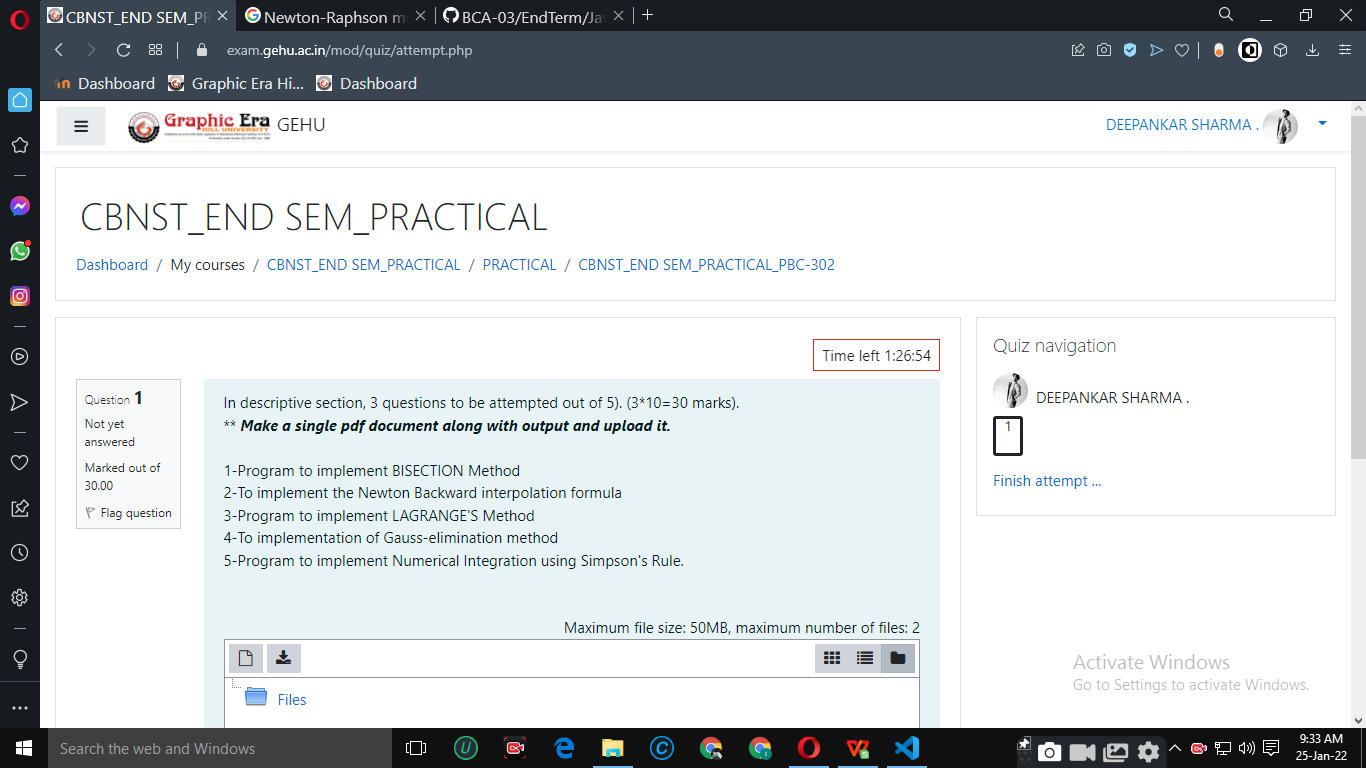 CBNST_END SEM_PR
Newton-Raphson m
BCA-03/EndTerm/Ja
exam.gehu.ac.in/mod/quiz/attempt.php
Dashboard
Graphic Era Hi...
Dashboard
Graphic Era
HILL UNIVERSITY
GEHU
DEEPANKAR SHARMA .
CBNST_END SEM_PRACTICAL
Dashboard / My courses / CBNST_END SEM_PRACTICAL / PRACTICAL / CBNST_END SEM_PRACTICAL_PBC-302
Time left 1:26:54
Question 1
Not yet
answered
Marked out of
30.00
Flag question
In descriptive section, 3 questions to be attempted out of 5). (3*10=30 marks).
** Make a single pdf document along with output and upload it.
1-Program to implement BISECTION Method
2-To implement the Newton Backward interpolation formula
3-Program to implement LAGRANGE'S Method
4-To implementation of Gauss-elimination method
5-Program to implement Numerical Integration using Simpson's Rule.
Maximum file size: 50MB, maximum number of files: 2
Files
Quiz navigation
DEEPANKAR SHARMA .
1
Finish attempt ...
Activate Windows
Go to Settings to activate Windows.
Search the web and Windows
9:33 AM
25-Jan-22